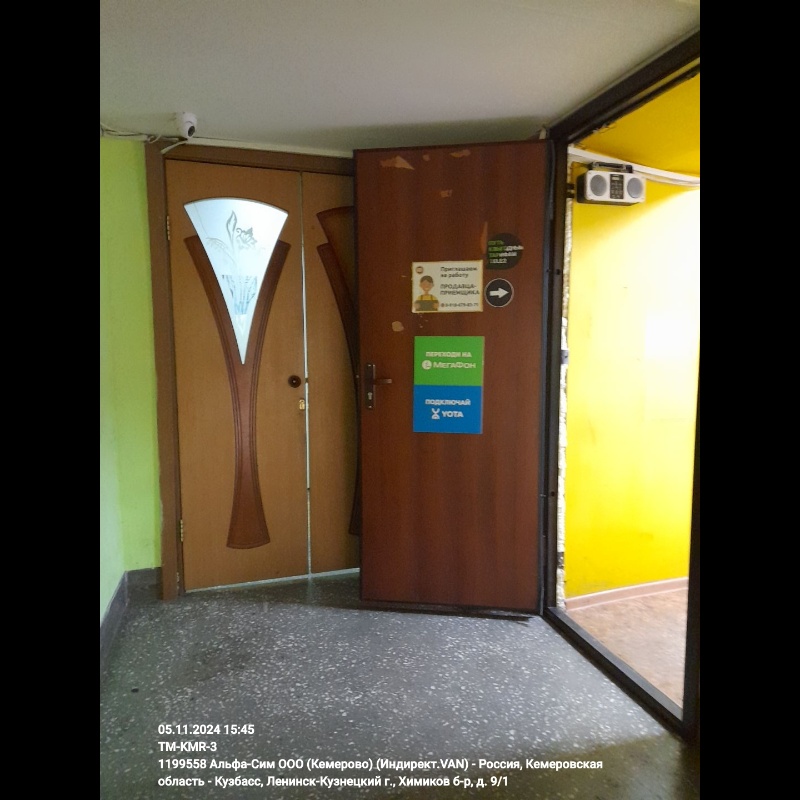 Приглашаем
на работу
ПРОДАВЦА-
ПРИЕМЩИКА
ПЕРЕХОДИ НА
МЕГАФОН
ПОДКЛЮЧАЙ
YOTA
05.11.2024 15:45
TM-KMR-3
1199558 Альфа-Сим ООО (Кемерово) (Индирект.VAN) - Россия, Кемеровская
область - Кузбасс, Ленинск-Кузнецкий г., Химиков б-р, д. 9/1